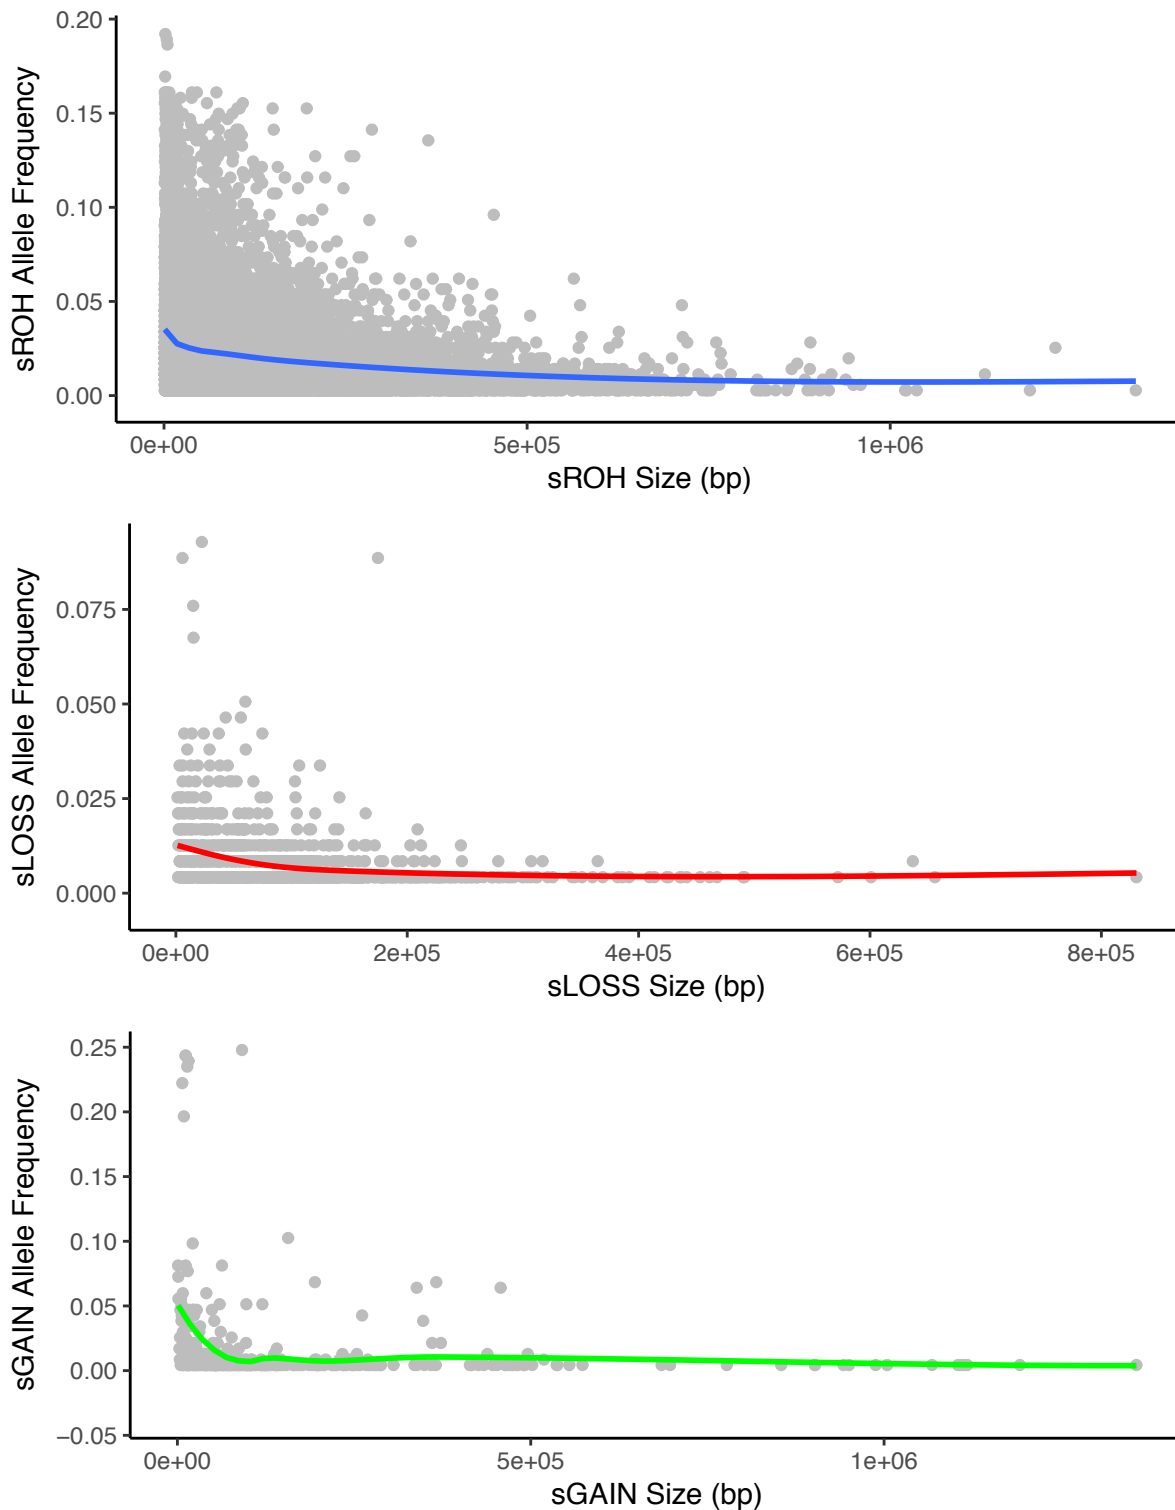 0.20
0.15
0.10
0.05
0.00
sROH Allele Frequency
0e+00 5e+05 1e+06
sROH Size (bp)
0.075
0.050
0.025
0.000
sLOSS Allele Frequency
0e+00 2e+05 4e+05 6e+05 8e+05
sLOSS Size (bp)
0.25
0.20
0.15
0.10
0.05
0.00
−0.05
sGAIN Allele Frequency
0e+00 5e+05 1e+06
sGAIN Size (bp)